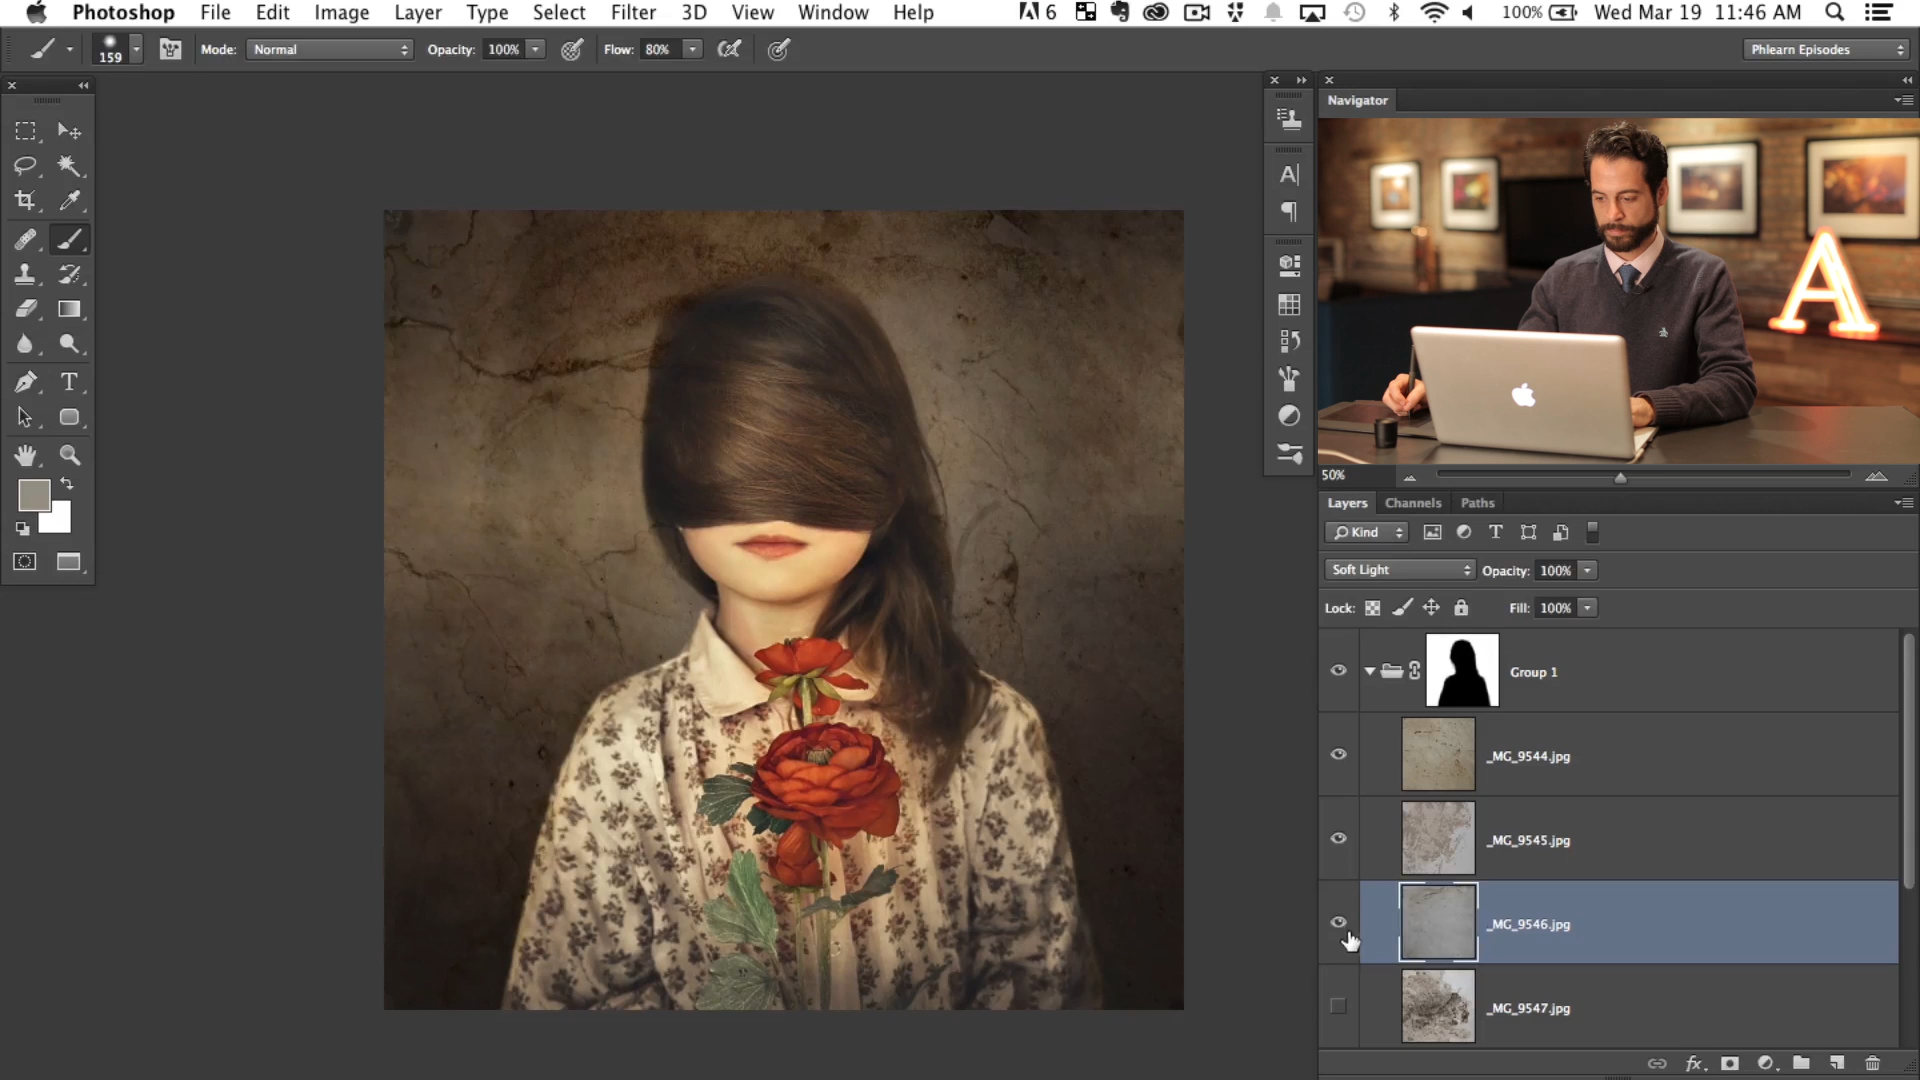 Photoshop File Edit Image Layer Type Select Filter 3D View Window Help 6 100% Wed Mar 19 11:46 AM
159 Mode: Normal Opacity: 100% Flow: 80% Phlearn Episodes
Navigator
A
A
T
50%
Layers Channels Paths
Kind T
Soft Light Opacity: 100%
Lock: Fill: 100%
Group 1
_MG_9544.jpg
_MG_9545.jpg
_MG_9546.jpg
_MG_9547.jpg
fx